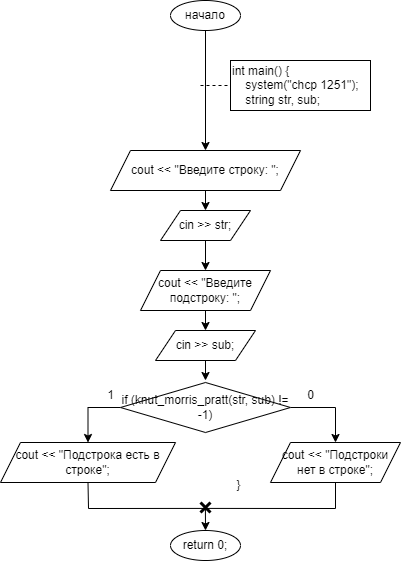 начало
int main() {
system("chcp 1251");
string str, sub;
cout << "Введите строку: ";
cin >> str;
cout << "Введите
подстроку: ";
cin >> sub;
1
if (knut_morris_pratt(str, sub) !=
-1)
0
cout << "Подстрока есть в
строке";
cout << "Подстроки
нет в строке";
}
return 0;